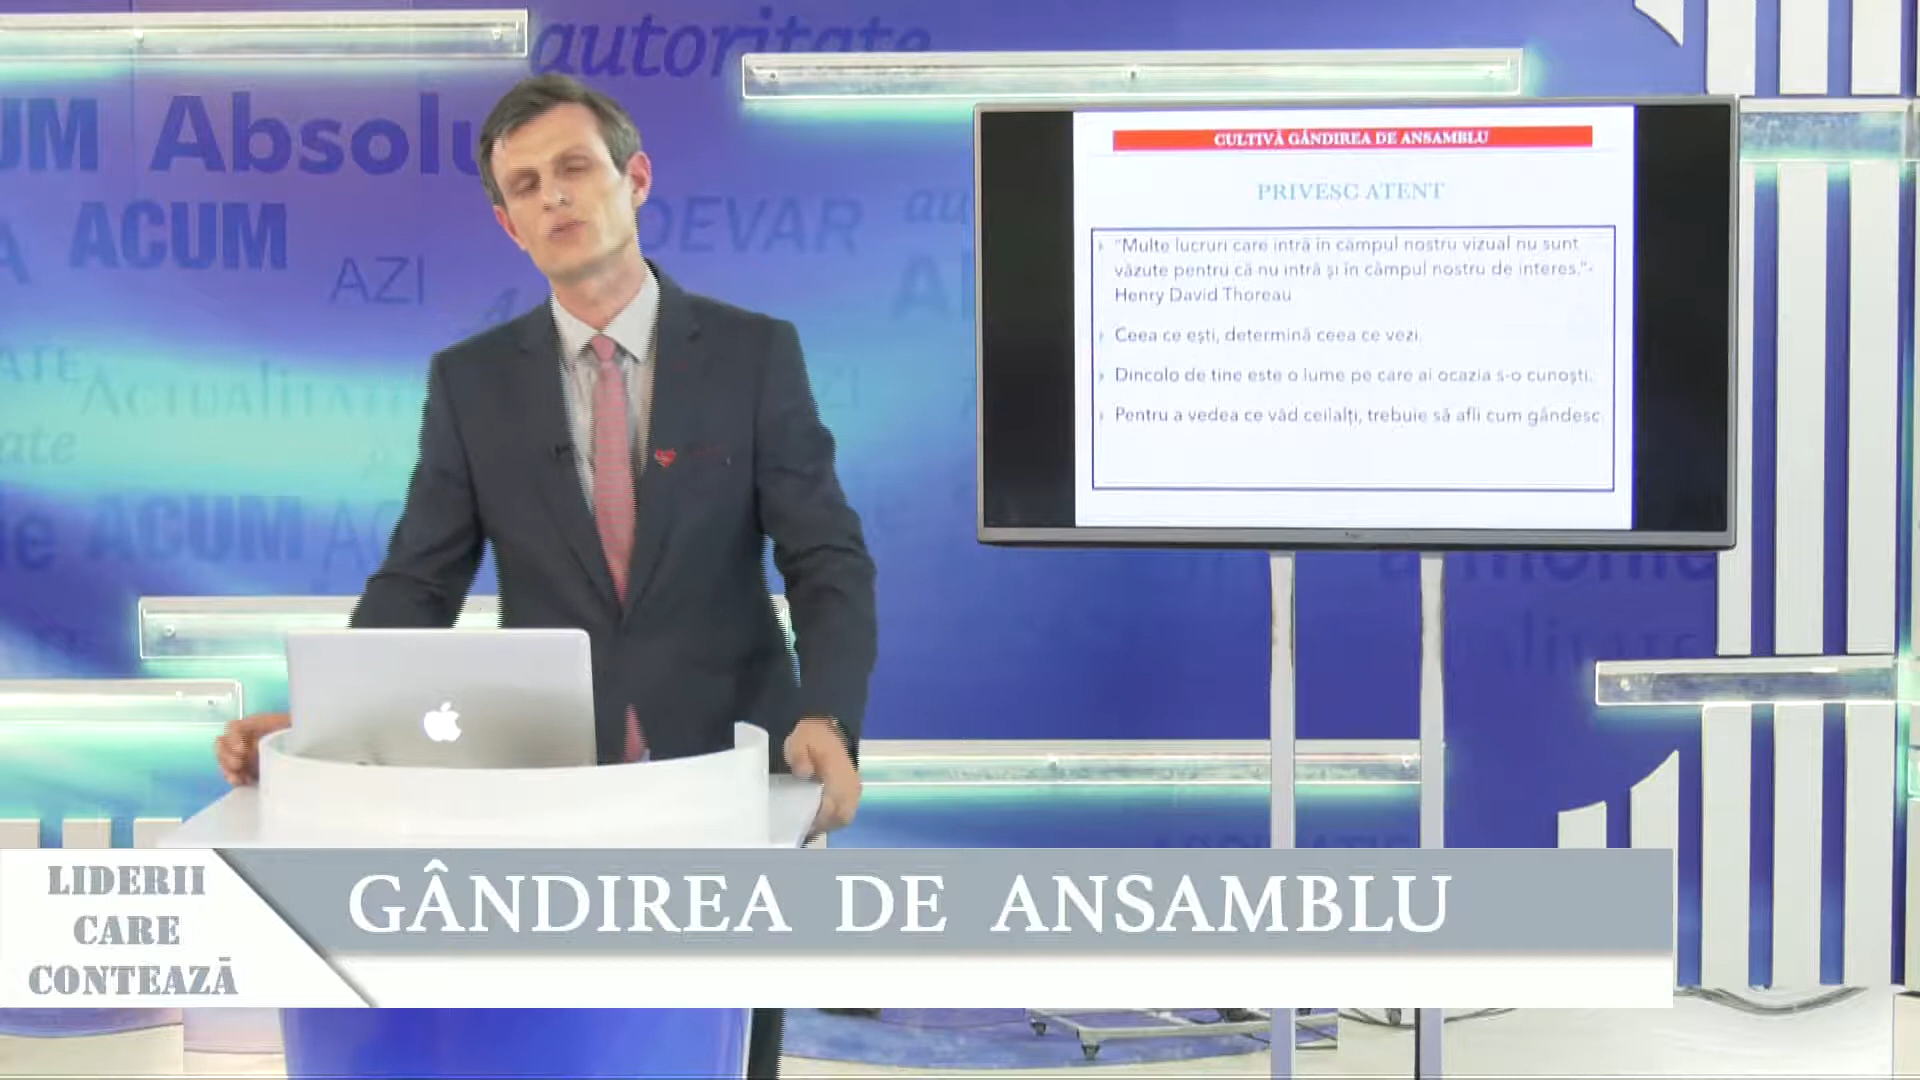 autoritate
UM Absolu
ACUM
DEVAR
AZI
CULTIVĂ GÂNDIREA DE ANSAMBLU
PRIVESC ATENT
"Multe lucruri care intră în câmpul nostru vizual nu sunt
văzute pentru că nu intră și în câmpul nostru de interes."-
Henry David Thoreau
Ceea ce ești, determină ceea ce vezi.
Dincolo de tine este o lume pe care ai ocazia s-o cunoști.
Pentru a vedea ce văd ceilalți, trebuie să afli cum gândesc
ACUM
LIDERII
CARE
CONTEAZĂ
GÂNDIREA DE ANSAMBLU